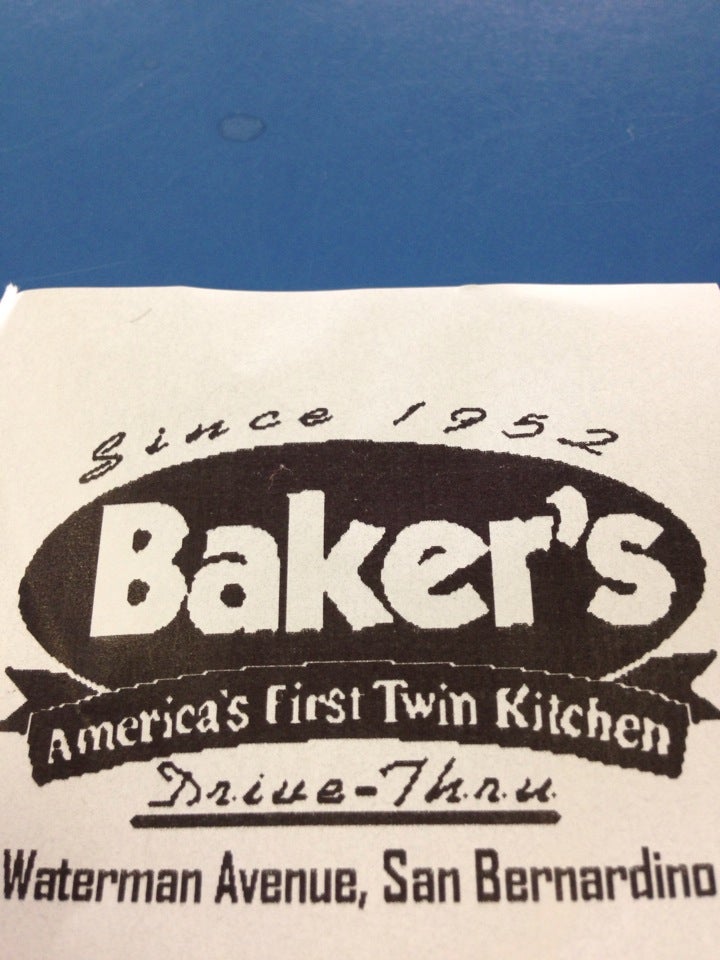 Since 1952
Baker's
America's First Twin Kitchen
Drive-Thru
Waterman Avenue, San Bernardino